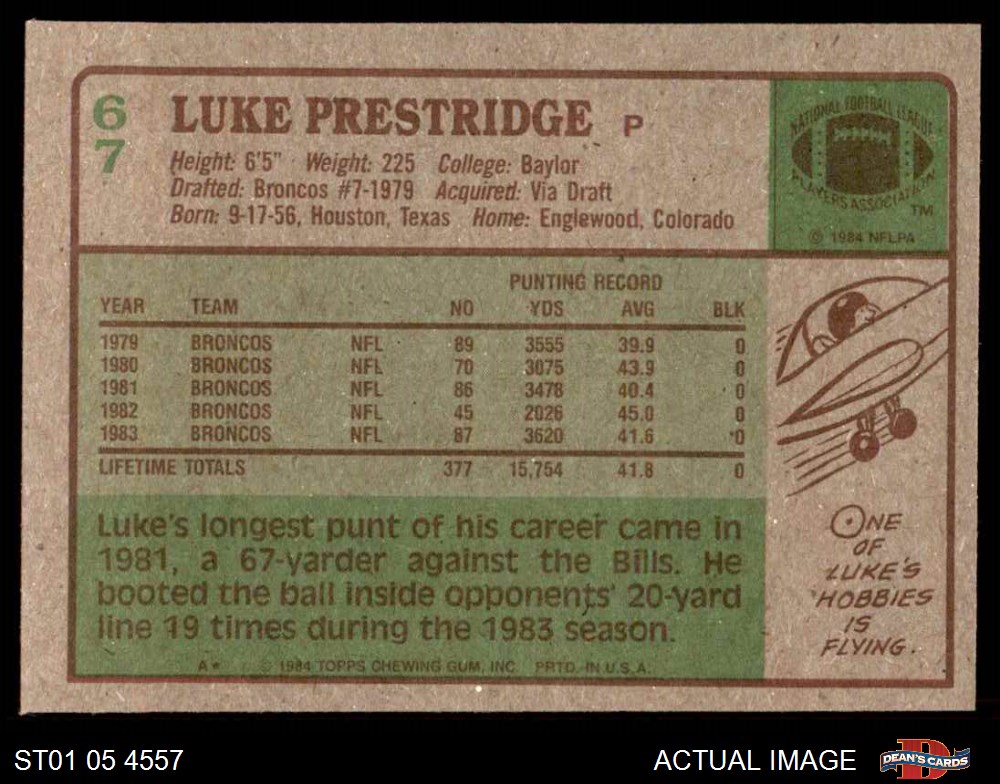 67 LUKE PRESTRIDGE P
Height: 6'5" Weight: 225 College: Baylor
Drafted: Broncos #7-1979 Acquired: Via Draft
Born: 9-17-56, Houston, Texas Home: Englewood, Colorado
NATIONAL FOOTBALL LEAGUE
PLAYERS ASSOCIATION
TM
© 1984 NFLPA
PUNTING RECORD
YEAR TEAM NO YDS AVG BLK
1979 BRONCOS NFL 89 3555 39.9 0
1980 BRONCOS NFL 70 3075 43.9 0
1981 BRONCOS NFL 86 3478 40.4 0
1982 BRONCOS NFL 45 2026 45.0 0
1983 BRONCOS NFL 87 3620 41.6 0
LIFETIME TOTALS 377 15,754 41.8 0
Luke's longest punt of his career came in
1981, a 67-yarder against the Bills. He
booted the ball inside opponents' 20-yard
line 19 times during the 1983 season.
A* © 1984 TOPPS CHEWING GUM, INC. PRTD. IN U.S.A.
ONE
OF
LUKE'S
HOBBIES
IS
FLYING.
ST01 05 4557
ACTUAL IMAGE
D
DEAN'S CARDS